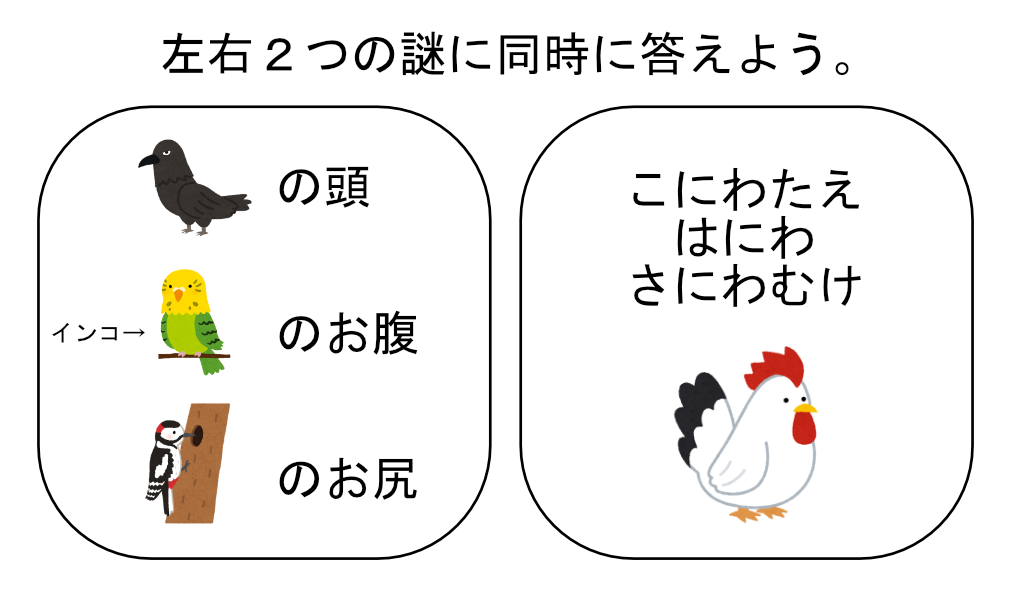 左右２つの謎に同時に答えよう。
の頭
インコ→
のお腹
のお尻
こにわたえ
はにわ
さにわむけ